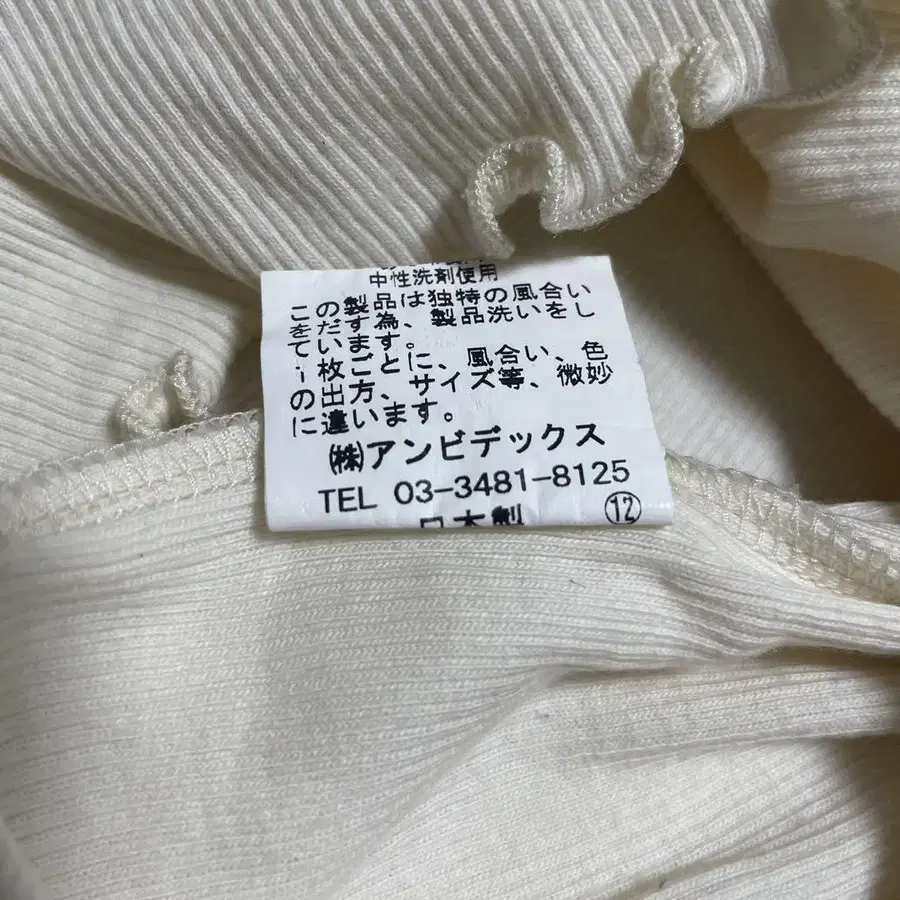 中性洗剤使用
この製品は独特の風合い
をだす為、製品洗いをし
ています。
i枚ごとに、風合い、色
の出方、サイズ等、微妙
に違います。
㈱アンビデックス
TEL 03-3481-8125
日本製 ⑫